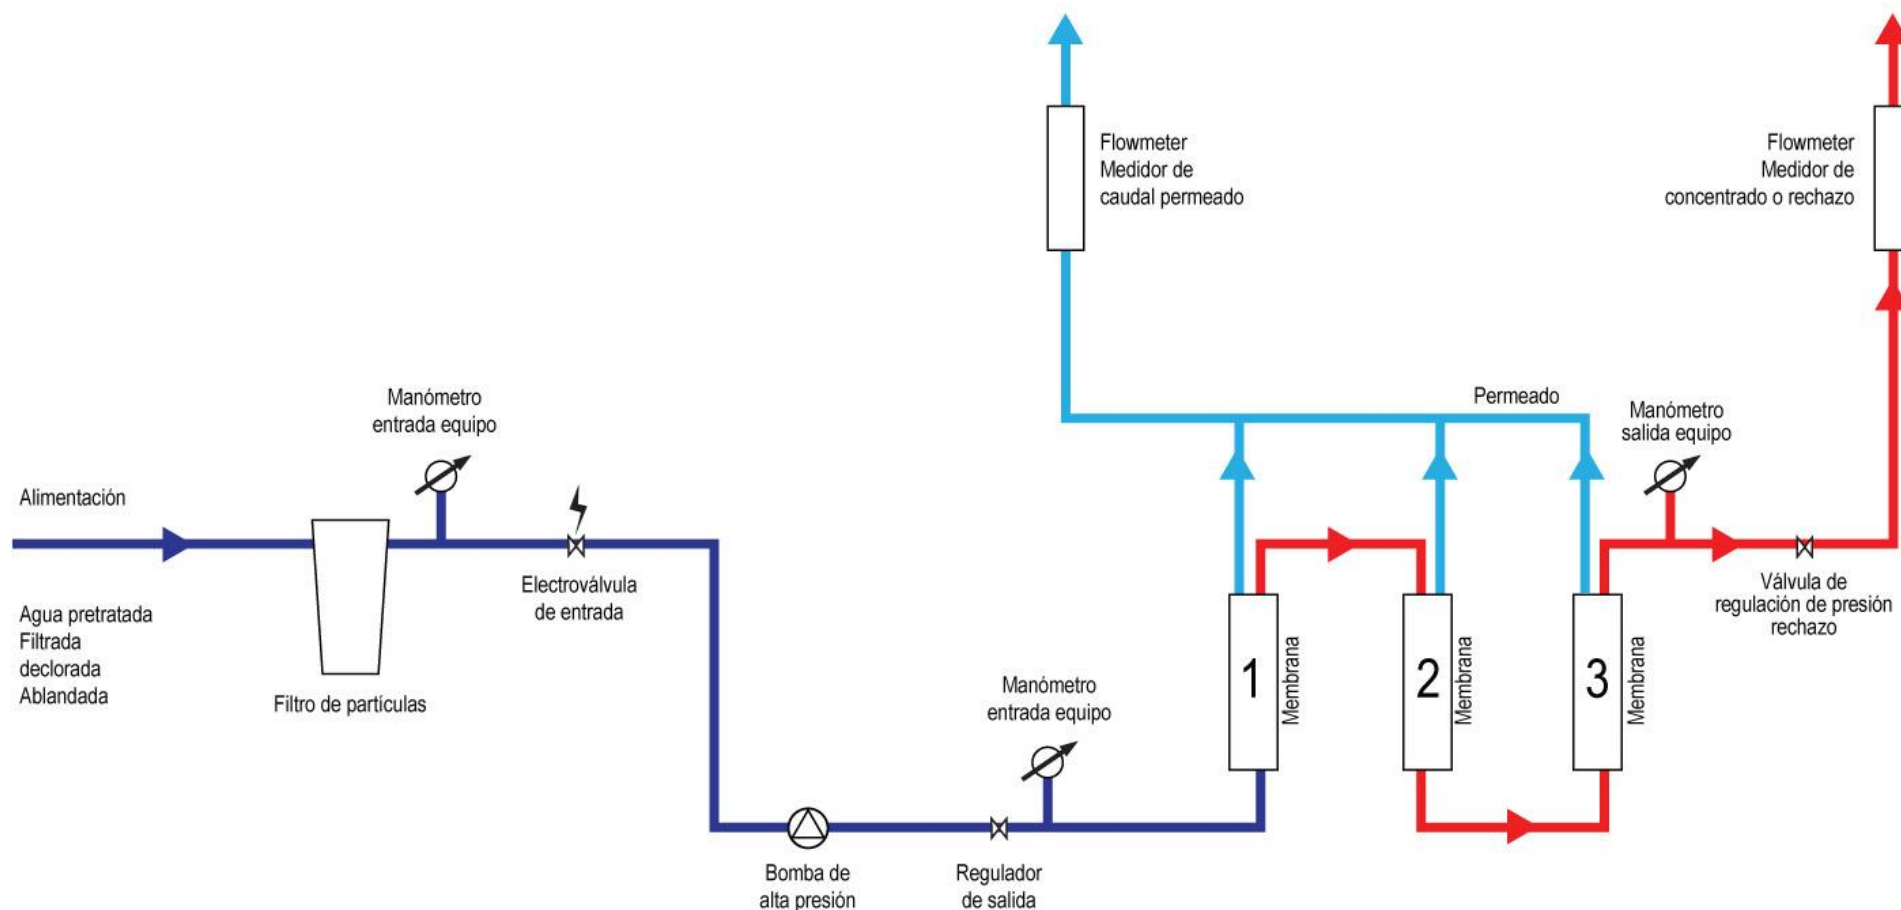 Flowmeter
Medidor de
caudal permeado
Flowmeter
Medidor de
concentrado o rechazo
Manómetro
entrada equipo
Permeado
Manómetro
salida equipo
Alimentación
Electroválvula
de entrada
Válvula de
regulación de presión
rechazo
Agua pretratada
Filtrada
declorada
Ablandada
Filtro de partículas
Manómetro
entrada equipo
1
Membrana
2
Membrana
3
Membrana
Bomba de
alta presión
Regulador
de salida